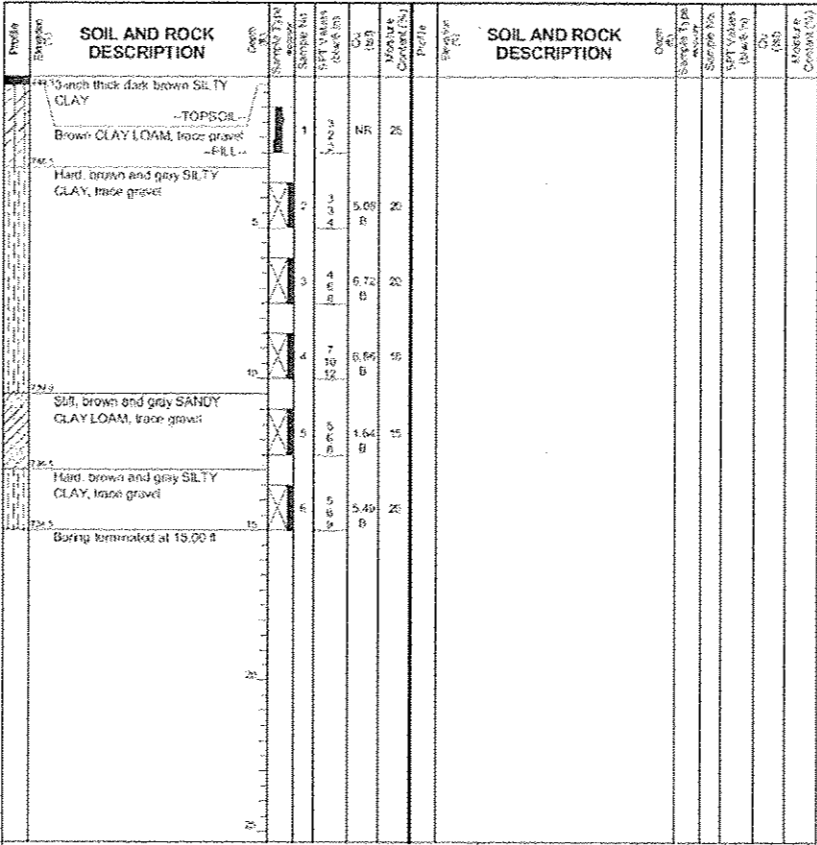 Profile
Elevation (ft)
SOIL AND ROCK
DESCRIPTION
Depth (ft)
Sample Type
recovery
Sample No.
SPT Values
(blw/6 in)
Qu
(tsf)
Moisture
Content (%)
Profile
Elevation (ft)
SOIL AND ROCK
DESCRIPTION
Depth (ft)
Sample Type
recovery
Sample No.
SPT Values
(blw/6 in)
Qu
(tsf)
Moisture
Content (%)
3-inch thick dark brown SILTY
CLAY
--TOPSOIL--
Brown CLAY LOAM, trace gravel
--FILL--
1
2
NR
25
Hard, brown and gray SILTY
CLAY, trace gravel
5
2
3
3
4
B
20
3
4
6
8
6.72
B
20
10
4
7
10
12
B
Stiff, brown and gray SANDY
CLAY LOAM, trace gravel
5
5
6
8
1.64
B
15
Hard, brown and gray SILTY
CLAY, trace gravel
15
6
5
6
9
5.49
B
Boring terminated at 15.00 ft
20
25